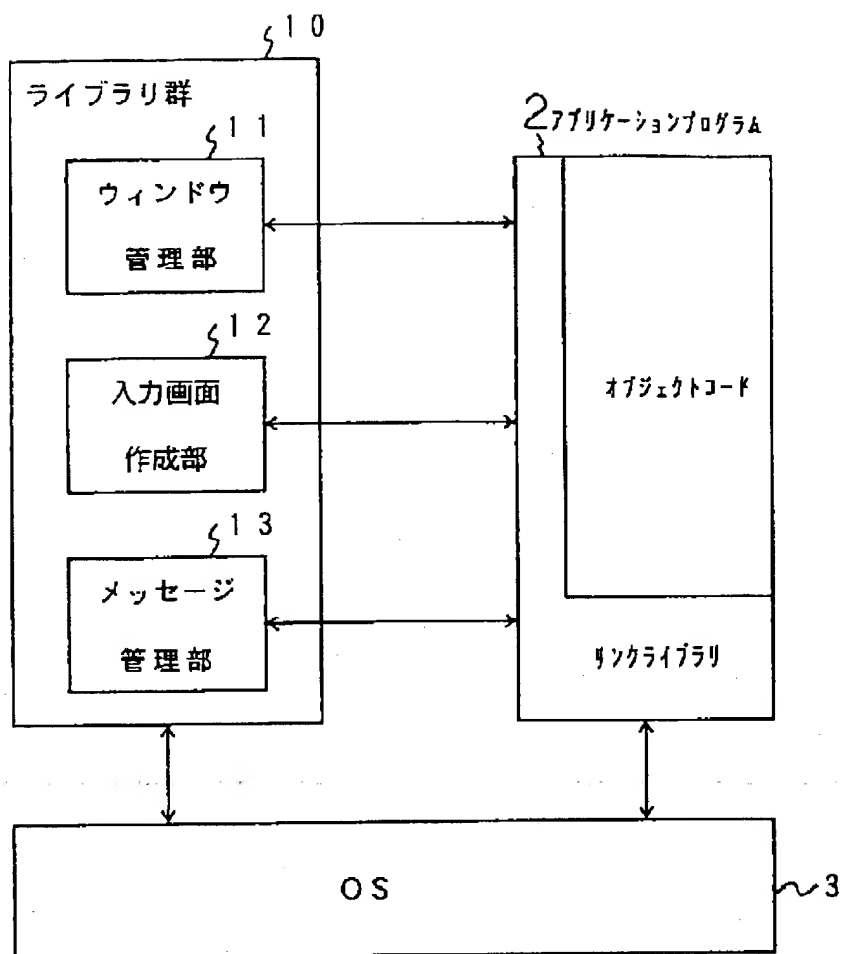 10
ライブラリ群
11
ウィンドウ
管理部
12
入力画面
作成部
13
メッセージ
管理部
2アプリケーションプログラム
オブジェクトコード
リンクライブラリ
OS
3